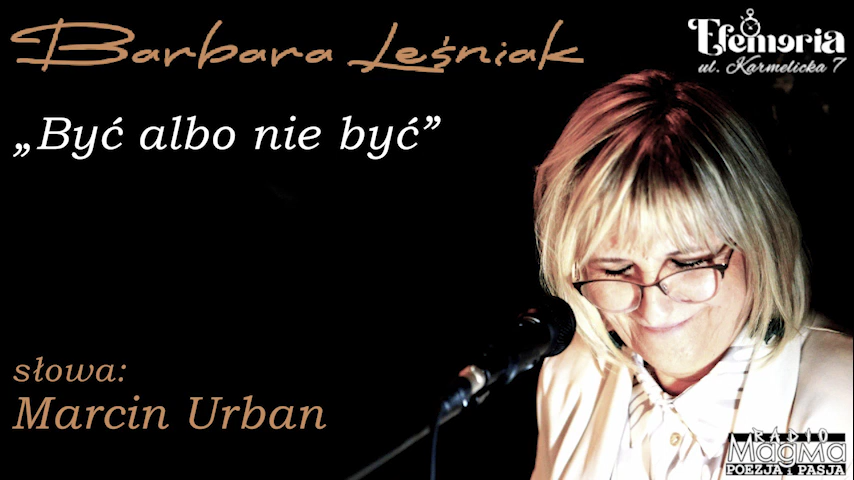 Barbara Leśniak
Efemeria
ul. Karmelicka 7
„Być albo nie być”
słowa:
Marcin Urban
RADIO
MAGMA
POEZJA I PASJA